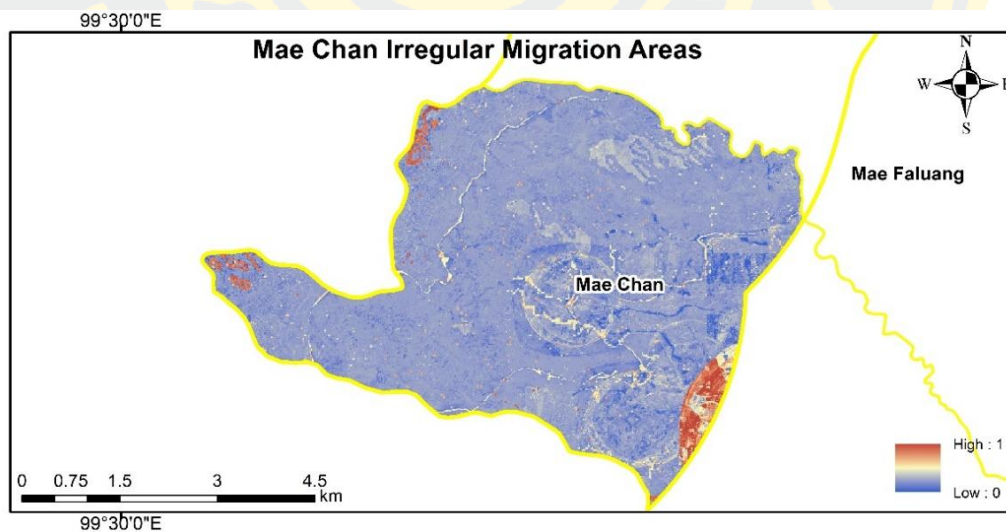 99°30'0"E
Mae Chan Irregular Migration Areas
N
W
E
S
Mae Faluang
Mae Chan
High : 1
Low : 0
0 0.75 1.5 3 4.5
km
99°30'0"E